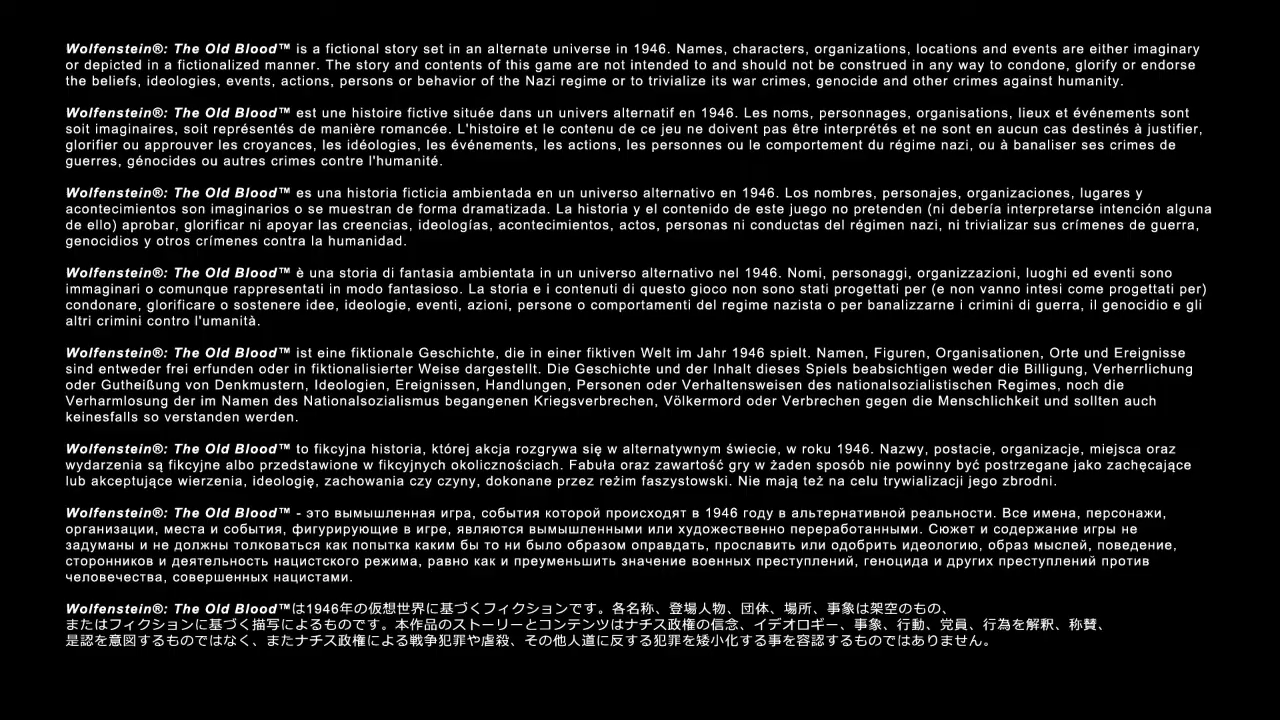 Wolfenstein®: The Old Blood™ is a fictional story set in an alternate universe in 1946. Names, characters, organizations, locations and events are either imaginary
or depicted in a fictionalized manner. The story and contents of this game are not intended to and should not be construed in any way to condone, glorify or endorse
the beliefs, ideologies, events, actions, persons or behavior of the Nazi regime or to trivialize its war crimes, genocide and other crimes against humanity.
Wolfenstein®: The Old Blood™ est une histoire fictive située dans un univers alternatif en 1946. Les noms, personnages, organisations, lieux et événements sont
soit imaginaires, soit représentés de manière romancée. L'histoire et le contenu de ce jeu ne doivent pas être interprétés et ne sont en aucun cas destinés à justifier,
glorifier ou approuver les croyances, les idéologies, les événements, les actions, les personnes ou le comportement du régime nazi, ou à banaliser ses crimes de
guerres, génocides ou autres crimes contre l'humanité.
Wolfenstein®: The Old Blood™ es una historia ficticia ambientada en un universo alternativo en 1946. Los nombres, personajes, organizaciones, lugares y
acontecimientos son imaginarios o se muestran de forma dramatizada. La historia y el contenido de este juego no pretenden (ni debería interpretarse intención alguna
de ello) aprobar, glorificar ni apoyar las creencias, ideologías, acontecimientos, actos, personas ni conductas del régimen nazi, ni trivializar sus crímenes de guerra,
genocidios y otros crímenes contra la humanidad.
Wolfenstein®: The Old Blood™ è una storia di fantasia ambientata in un universo alternativo nel 1946. Nomi, personaggi, organizzazioni, luoghi ed eventi sono
immaginari o comunque rappresentati in modo fantasioso. La storia e i contenuti di questo gioco non sono stati progettati per (e non vanno intesi come progettati per)
condonare, glorificare o sostenere idee, ideologie, eventi, azioni, persone o comportamenti del regime nazista o per banalizzarne i crimini di guerra, il genocidio e gli
altri crimini contro l'umanità.
Wolfenstein®: The Old Blood™ ist eine fiktionale Geschichte, die in einer fiktiven Welt im Jahr 1946 spielt. Namen, Figuren, Organisationen, Orte und Ereignisse
sind entweder frei erfunden oder in fiktionalisierter Weise dargestellt. Die Geschichte und der Inhalt dieses Spiels beabsichtigen weder die Billigung, Verherrlichung
oder Gutheißung von Denkmustern, Ideologien, Ereignissen, Handlungen, Personen oder Verhaltensweisen des nationalsozialistischen Regimes, noch die
Verharmlosung der im Namen des Nationalsozialismus begangenen Kriegsverbrechen, Völkermord oder Verbrechen gegen die Menschlichkeit und sollten auch
keinesfalls so verstanden werden.
Wolfenstein®: The Old Blood™ to fikcyjna historia, której akcja rozgrywa się w alternatywnym świecie, w roku 1946. Nazwy, postacie, organizacje, miejsca oraz
wydarzenia są fikcyjne albo przedstawione w fikcyjnych okolicznościach. Fabuła oraz zawartość gry w żaden sposób nie powinny być postrzegane jako zachęcające
lub akceptujące wierzenia, ideologię, zachowania czy czyny, dokonane przez reżim faszystowski. Nie mają też na celu trywializacji jego zbrodni.
Wolfenstein®: The Old Blood™ - это вымышленная игра, события которой происходят в 1946 году в альтернативной реальности. Все имена, персонажи,
организации, места и события, фигурирующие в игре, являются вымышленными или художественно переработанными. Сюжет и содержание игры не
задуманы и не должны толковаться как попытка каким бы то ни было образом оправдать, прославить или одобрить идеологию, образ мыслей, поведение,
сторонников и деятельность нацистского режима, равно как и преуменьшить значение военных преступлений, геноцида и других преступлений против
человечества, совершенных нацистами.
Wolfenstein®: The Old Blood™は1946年の仮想世界に基づくフィクションです。各名称、登場人物、団体、場所、事象は架空のもの、
またはフィクションに基づく描写によるものです。本作品のストーリーとコンテンツはナチス政権の信念、イデオロギー、事象、行動、党員、行為を解釈、称賛、
是認を意図するものではなく、またナチス政権による戦争犯罪や虐殺、その他人道に反する犯罪を矮小化する事を容認するものではありません。